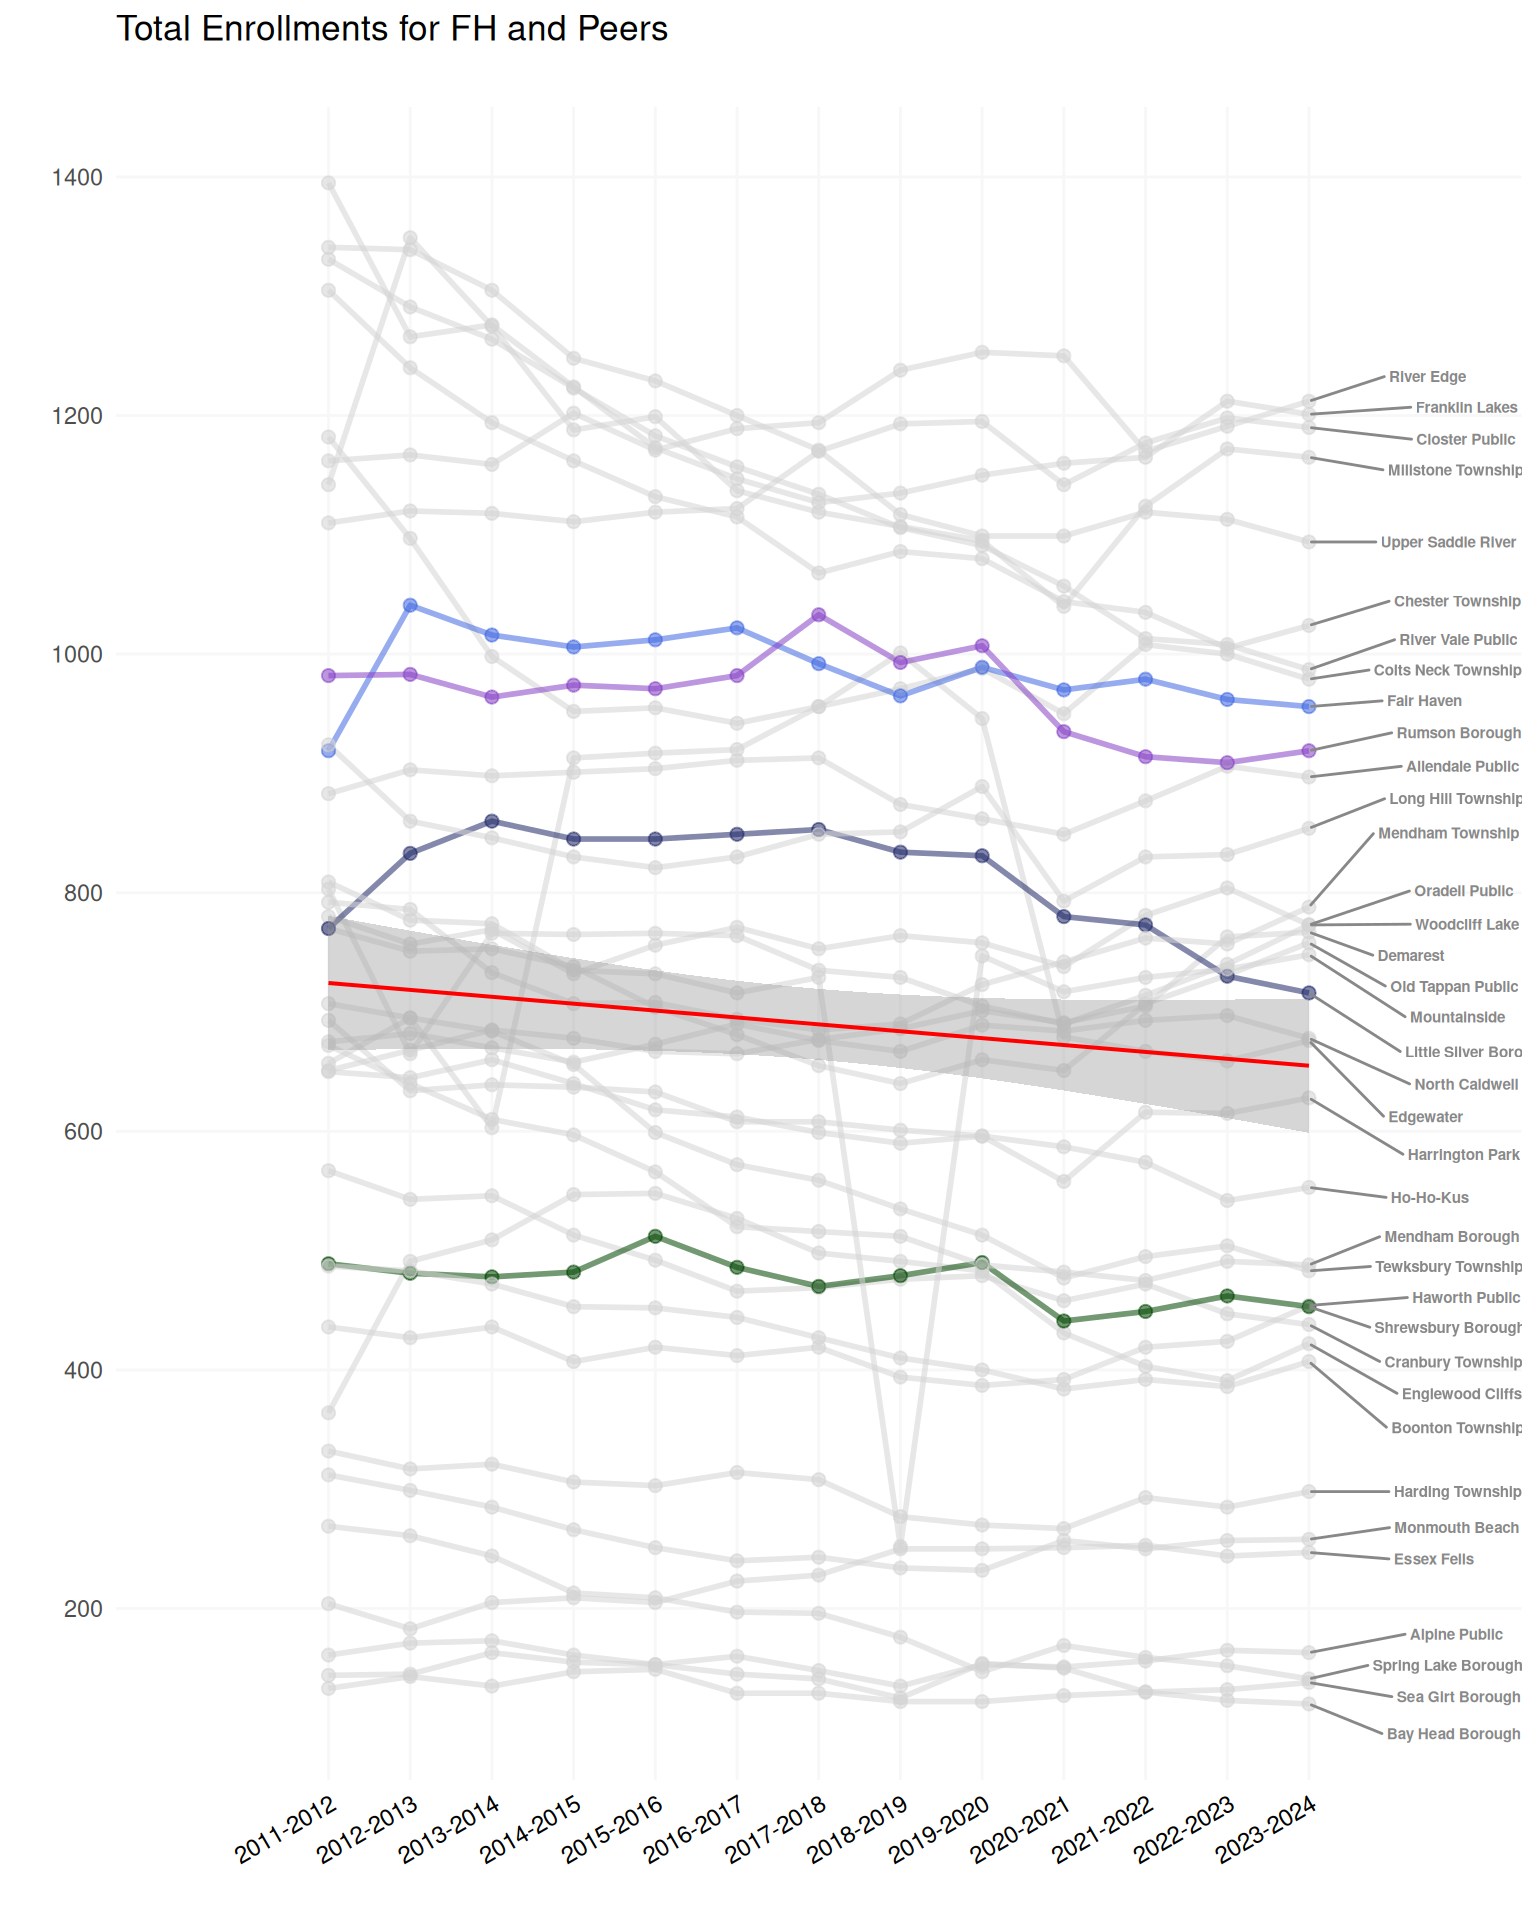 Total Enrollments for FH and Peers
1400
1200
1000
800
600
400
200
River Edge
Franklin Lakes
Closter Public
Millstone Township
Upper Saddle River
Chester Township
River Vale Public
Colts Neck Township
Fair Haven
Rumson Borough
Allendale Public
Long Hill Township
Mendham Township
Oradell Public
Woodcliff Lake
Demarest
Old Tappan Public
Mountainside
Little Silver Boro
North Caldwell
Edgewater
Harrington Park
Ho-Ho-Kus
Mendham Borough
Tewksbury Township
Haworth Public
Shrewsbury Borough
Cranbury Township
Englewood Cliffs
Boonton Township
Harding Township
Monmouth Beach
Essex Fells
Alpine Public
Spring Lake Borough
Sea Girt Borough
Bay Head Borough
2011-2012
2012-2013
2013-2014
2014-2015
2015-2016
2016-2017
2017-2018
2018-2019
2019-2020
2020-2021
2021-2022
2022-2023
2023-2024